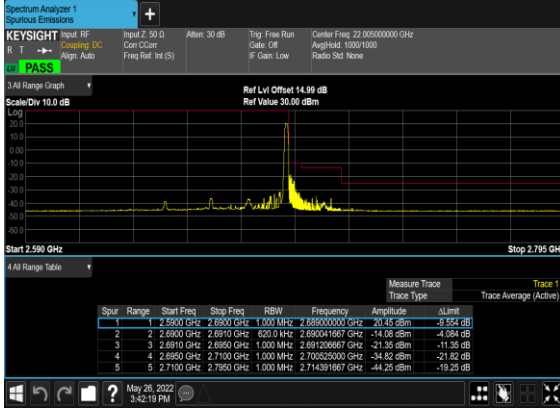 Spectrum Analyzer 1
Spurious Emissions
+
KEYSIGHT Input: RF Input Z: 50 Ω Atten: 30 dB Trig: Free Run Center Freq: 22.005000000 GHz
R T Coupling: DC Corr CCorr Gate: Off Avg|Hold: 1000/1000
Align: Auto Freq Ref: Int (S) IF Gain: Low Radio Std: None
PASS
3 All Range Graph
Ref Lvl Offset 14.99 dB
Scale/Div 10.0 dB Ref Value 30.00 dBm
Log
20.0
10.0
0.00
-10.0
-20.0
-30.0
-40.0
-50.0
-60.0
Start 2.590 GHz Stop 2.795 GH
4 All Range Table
Measure Trace Trace 1
Trace Type Trace Average (Active)
Spur Range Start Freq Stop Freq RBW Frequency Amplitude ΔLimit
1 1 2.5900 GHz 2.6900 GHz 1.000 MHz 2.689000000 GHz 20.45 dBm -9.554 dB
2 2 2.6900 GHz 2.6910 GHz 620.0 kHz 2.690041667 GHz -14.08 dBm -4.084 dB
3 3 2.6910 GHz 2.6950 GHz 1.000 MHz 2.691206667 GHz -21.35 dBm -11.35 dB
4 4 2.6950 GHz 2.7100 GHz 1.000 MHz 2.700525000 GHz -34.82 dBm -21.82 dB
5 5 2.7100 GHz 2.7950 GHz 1.000 MHz 2.714391667 GHz -44.25 dBm -19.25 dB
?
May 26, 2022
3:42:19 PM